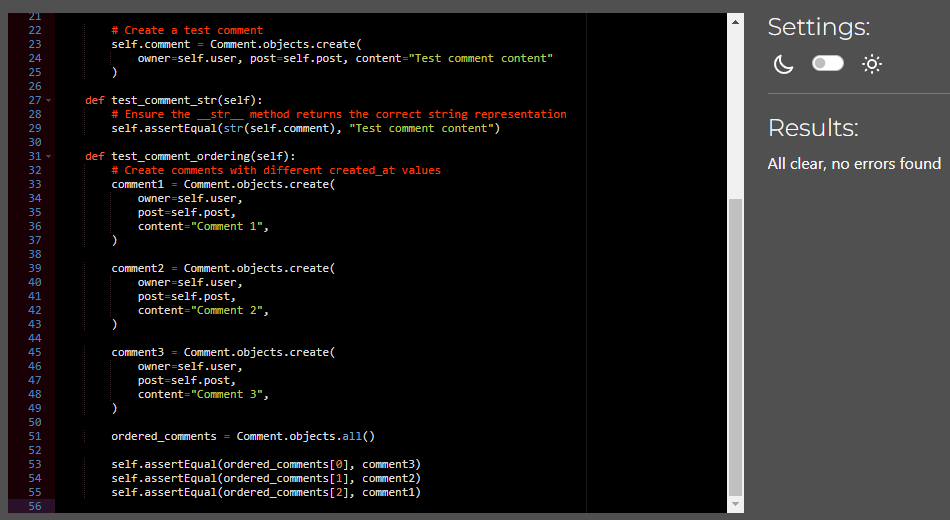 21
22 # Create a test comment
23 self.comment = Comment.objects.create(
24 owner=self.user, post=self.post, content="Test comment content"
25 )
26
27 def test_comment_str(self):
28 # Ensure the __str__ method returns the correct string representation
29 self.assertEqual(str(self.comment), "Test comment content")
30
31 def test_comment_ordering(self):
32 # Create comments with different created_at values
33 comment1 = Comment.objects.create(
34 owner=self.user,
35 post=self.post,
36 content="Comment 1",
37 )
38
39 comment2 = Comment.objects.create(
40 owner=self.user,
41 post=self.post,
42 content="Comment 2",
43 )
44
45 comment3 = Comment.objects.create(
46 owner=self.user,
47 post=self.post,
48 content="Comment 3",
49 )
50
51 ordered_comments = Comment.objects.all()
52
53 self.assertEqual(ordered_comments[0], comment3)
54 self.assertEqual(ordered_comments[1], comment2)
55 self.assertEqual(ordered_comments[2], comment1)
56
Settings:
Results:
All clear, no errors found